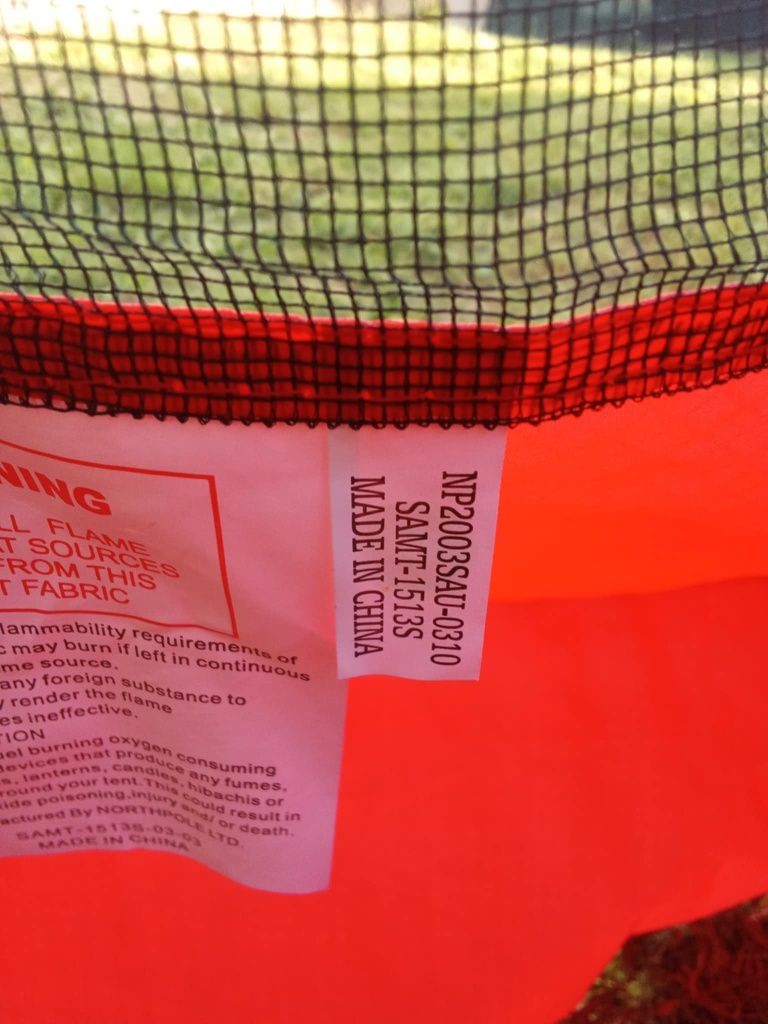 NING
LL FLAME
AT SOURCES
FROM THIS
T FABRIC
lammability requirements of
c may burn if left in continuous
me source.
any foreign substance to
y render the flame
es ineffective.
TION
uel burning oxygen consuming
devices that produce any fumes,
s, lanterns, candles, hibachis or
round your tent.This could result in
xide poisoning,injury and/ or death.
actured By NORTHPOLE LTD.
SAMT-1513S-03-03
MADE IN CHINA
NP2003SAU-0310
SAMT-1513S
MADE IN CHINA